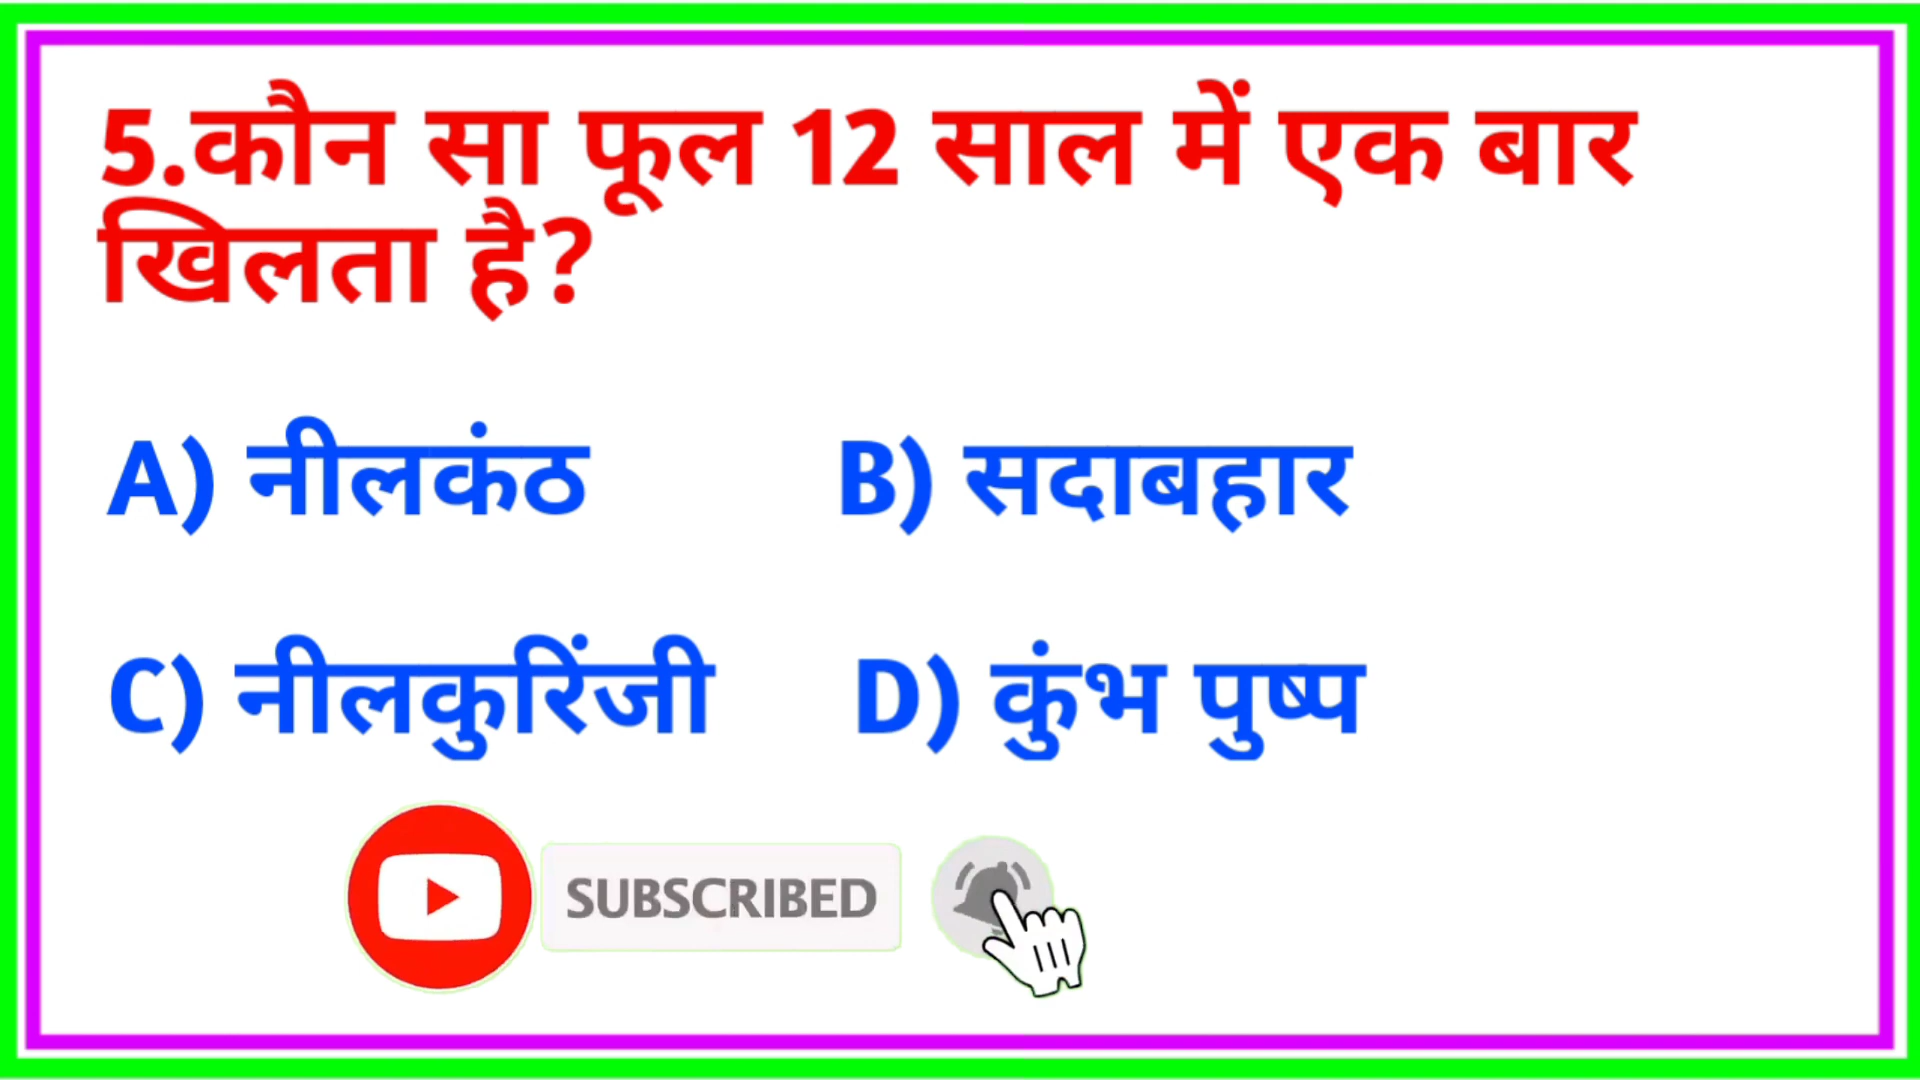 5.कौन सा फूल 12 साल में एक बार
खिलता है?
A) नीलकंठ B) सदाबहार
C) नीलकुरिंजी D) कुंभ पुष्प
SUBSCRIBED